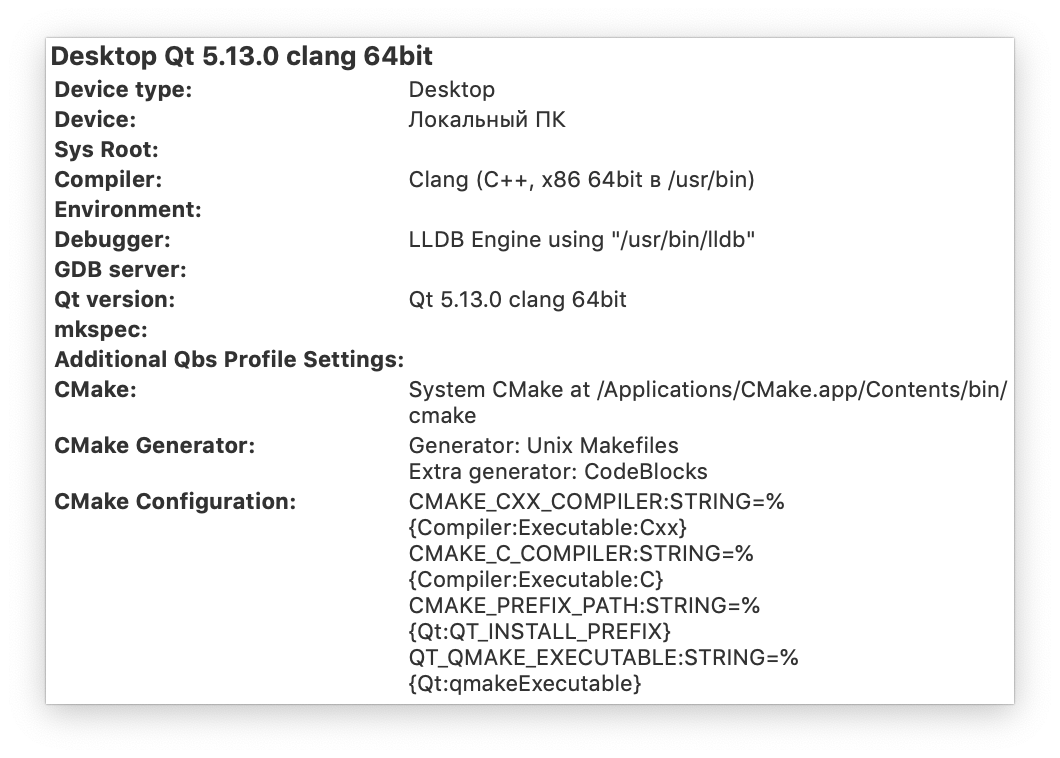 Desktop Qt 5.13.0 clang 64bit
Device type: Desktop
Device: Локальный ПК
Sys Root:
Compiler: Clang (C++, x86 64bit в /usr/bin)
Environment:
Debugger: LLDB Engine using "/usr/bin/lldb"
GDB server:
Qt version: Qt 5.13.0 clang 64bit
mkspec:
Additional Qbs Profile Settings:
CMake: System CMake at /Applications/CMake.app/Contents/bin/
cmake
CMake Generator: Generator: Unix Makefiles
Extra generator: CodeBlocks
CMake Configuration: CMAKE_CXX_COMPILER:STRING=%
{Compiler:Executable:Cxx}
CMAKE_C_COMPILER:STRING=%
{Compiler:Executable:C}
CMAKE_PREFIX_PATH:STRING=%
{Qt:QT_INSTALL_PREFIX}
QT_QMAKE_EXECUTABLE:STRING=%
{Qt:qmakeExecutable}